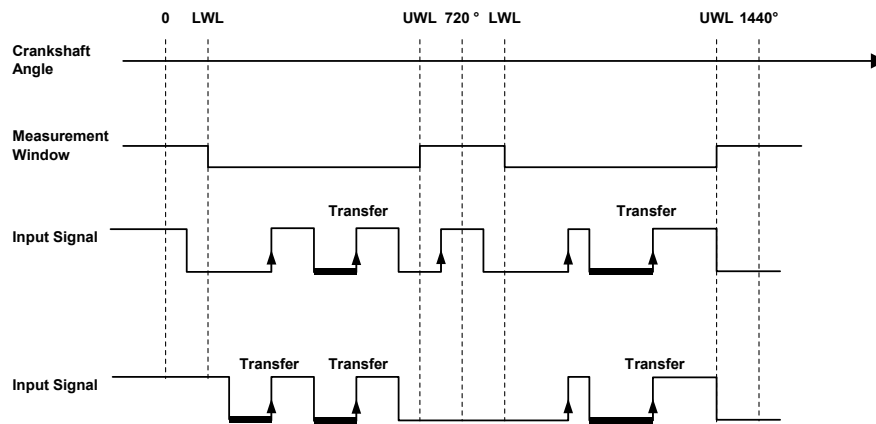 0 LWL UWL 720 ° LWL UWL 1440°
Crankshaft
Angle
Measurement
Window
Transfer Transfer
Input Signal
Transfer Transfer Transfer
Input Signal